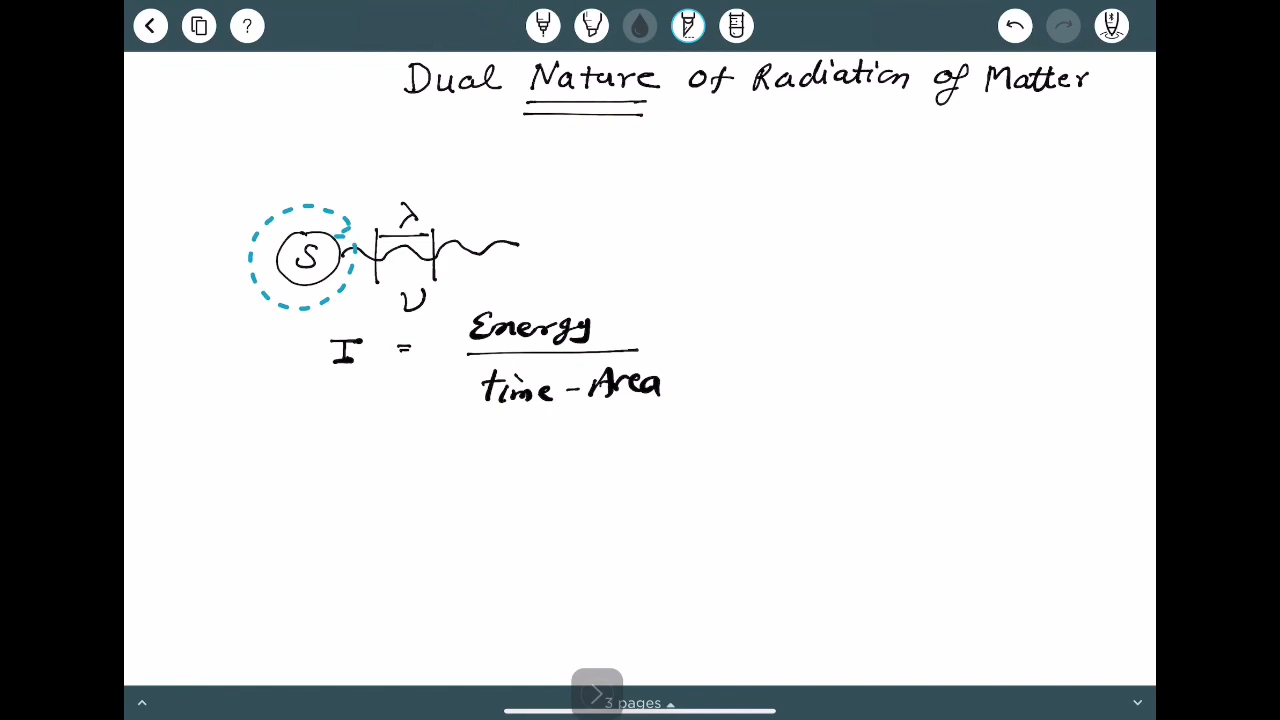 ?
Dual Nature of Radiation of Matter
λ
S
ν
I = Energy / time - Area
3 pages